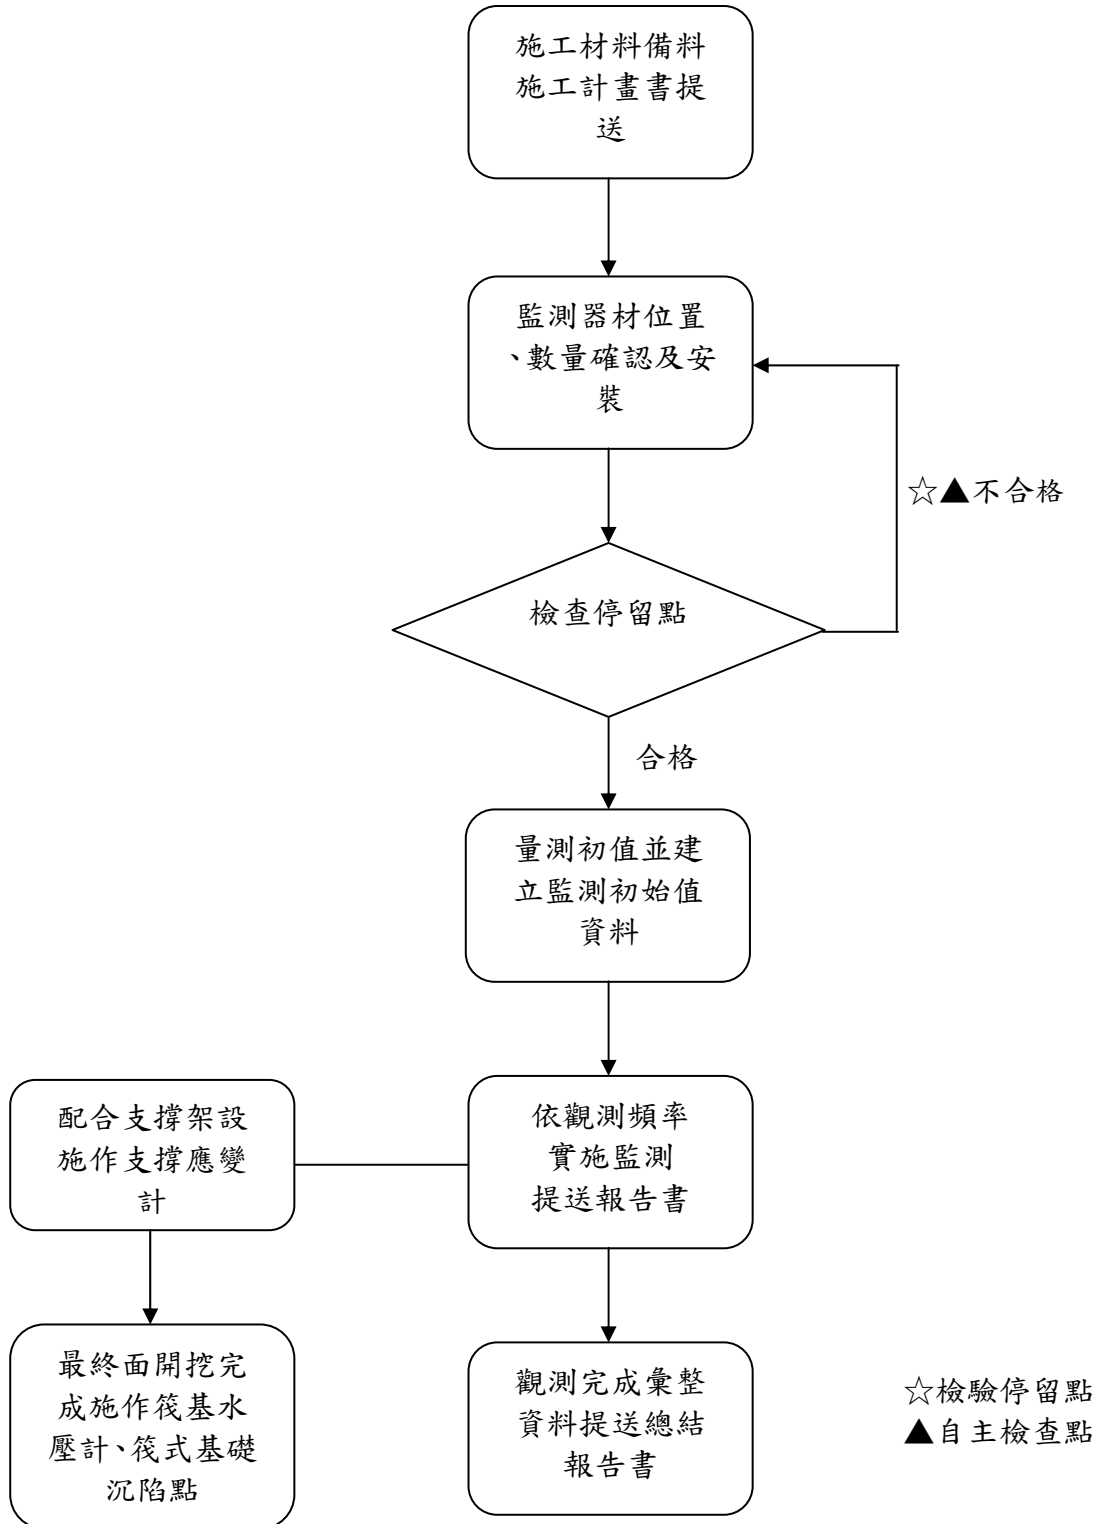 施工材料備料
施工計畫書提
送
監測器材位置
、數量確認及安
裝
☆▲不合格
檢查停留點
合格
量測初值並建
立監測初始值
資料
配合支撐架設
施作支撐應變
計
依觀測頻率
實施監測
提送報告書
最終面開挖完
成施作筏基水
壓計、筏式基礎
沉陷點
觀測完成彙整
資料提送總結
報告書
☆檢驗停留點
▲自主檢查點